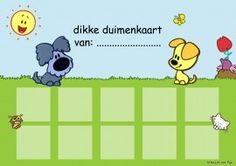 dikke duimenkaart
van: ........................